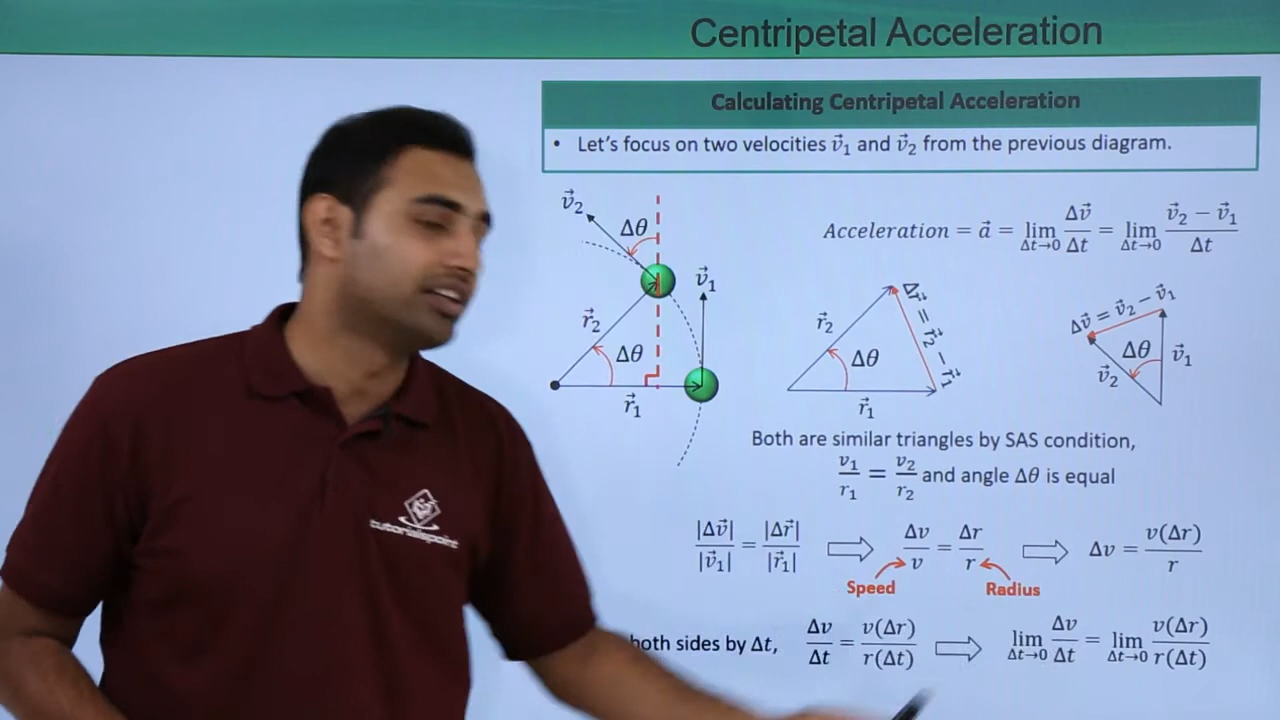 Centripetal Acceleration
Calculating Centripetal Acceleration
• Let's focus on two velocities v⃗₁ and v⃗₂ from the previous diagram.
v⃗₂
Δθ
v⃗₁
r⃗₂
Δθ
r⃗₁
Acceleration = a⃗ = lim Δt→0 Δv⃗/Δt = lim Δt→0 (v⃗₂ − v⃗₁)/Δt
r⃗₂
Δθ
r⃗₁
Δr⃗ = r⃗₂ − r⃗₁
Δv⃗ = v⃗₂ − v⃗₁
Δθ
v⃗₂
v⃗₁
Both are similar triangles by SAS condition,
v₁/r₁ = v₂/r₂ and angle Δθ is equal
|Δv⃗|/|v⃗₁| = |Δr⃗|/|r⃗₁| ⇒ Δv/v = Δr/r ⇒ Δv = v(Δr)/r
Speed Radius
both sides by Δt, Δv/Δt = v(Δr)/r(Δt) ⇒ lim Δt→0 Δv/Δt = lim Δt→0 v(Δr)/r(Δt)
tutorialspoint